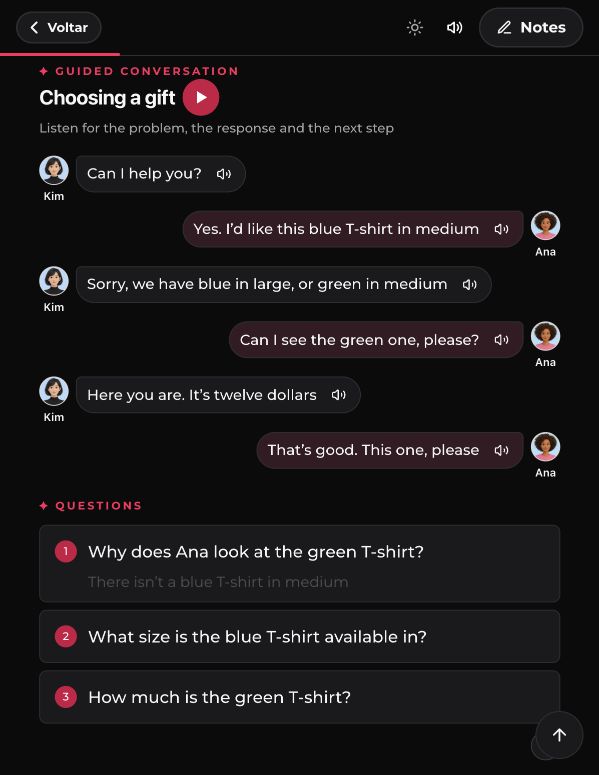 Voltar
Notes
GUIDED CONVERSATION
Choosing a gift
Listen for the problem, the response and the next step
Can I help you?
Kim
Yes. I’d like this blue T-shirt in medium
Ana
Sorry, we have blue in large, or green in medium
Kim
Can I see the green one, please?
Ana
Here you are. It’s twelve dollars
Kim
That’s good. This one, please
Ana
QUESTIONS
1 Why does Ana look at the green T-shirt?
There isn’t a blue T-shirt in medium
2 What size is the blue T-shirt available in?
3 How much is the green T-shirt?